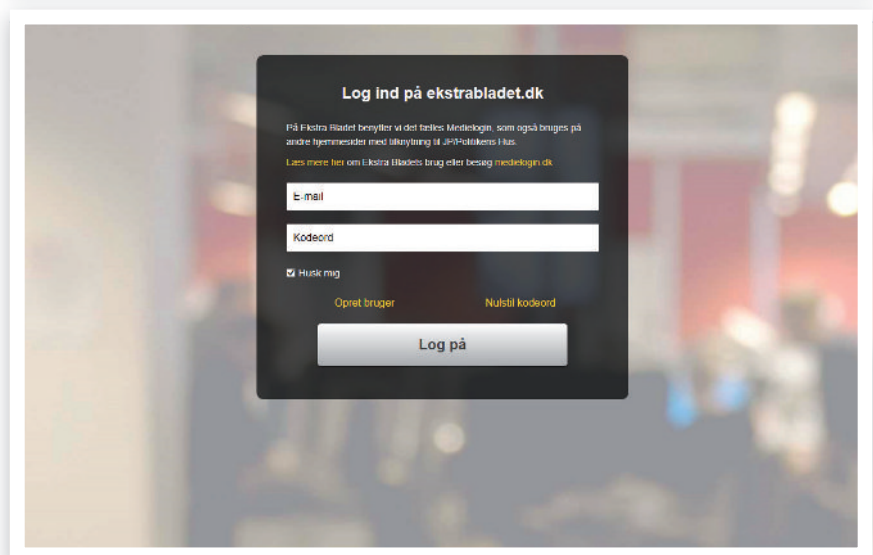 Log ind på ekstrabladet.dk
På Ekstra Bladet benytter vi det fælles Medielogin, som også bruges på
andre hjemmesider med tilknytning til JP/Politikens Hus.
Læs mere her om Ekstra Bladets brug eller besøg medielogin.dk
E-mail
Kodeord
Husk mig
Opret bruger
Nulstil kodeord
Log på